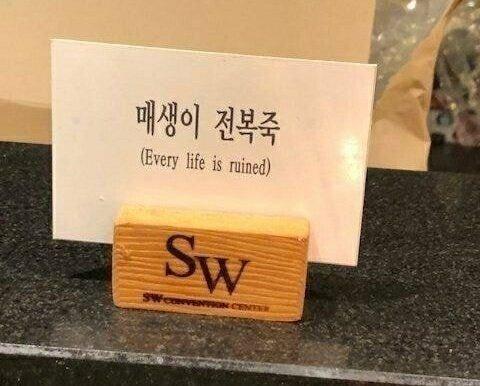 매생이 전복죽
(Every life is ruined)
SW
SW CONVENTION CENTER